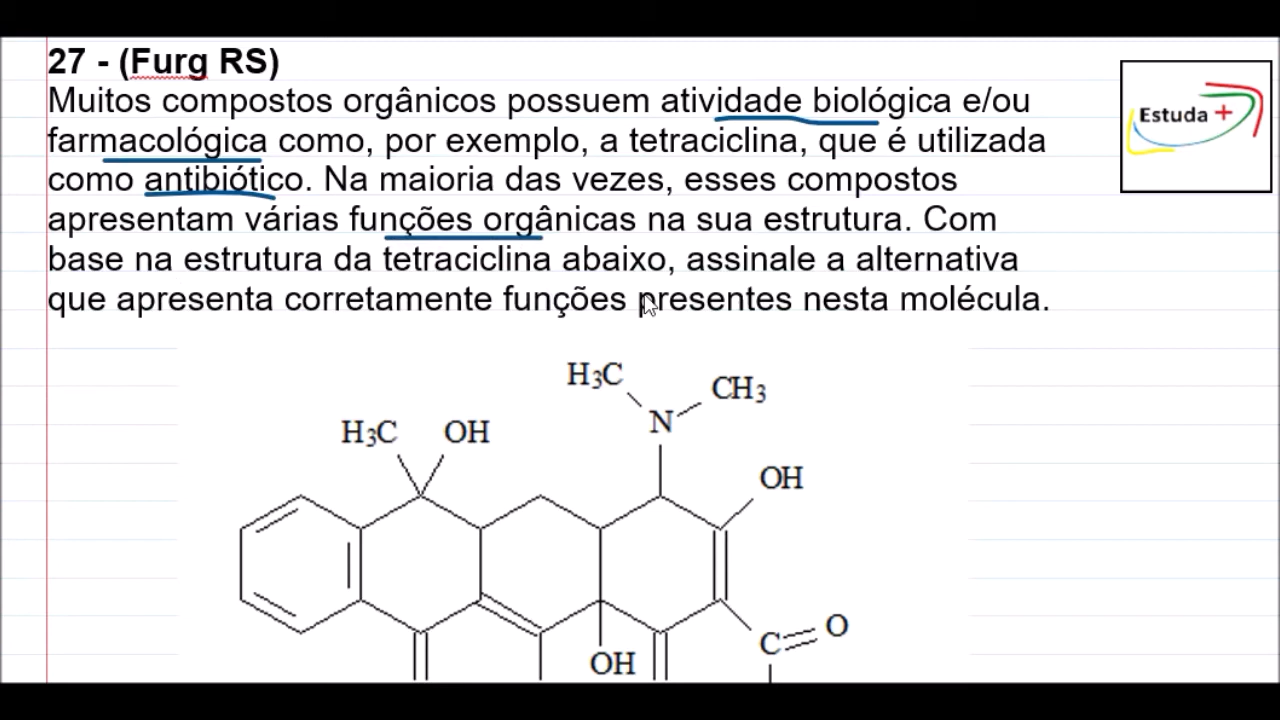 27 - (Furg RS)
Muitos compostos orgânicos possuem atividade biológica e/ou
farmacológica como, por exemplo, a tetraciclina, que é utilizada
como antibiótico. Na maioria das vezes, esses compostos
apresentam várias funções orgânicas na sua estrutura. Com
base na estrutura da tetraciclina abaixo, assinale a alternativa
que apresenta corretamente funções presentes nesta molécula.
Estuda +
H₃C
CH₃
N
H₃C
OH
OH
O
C
OH